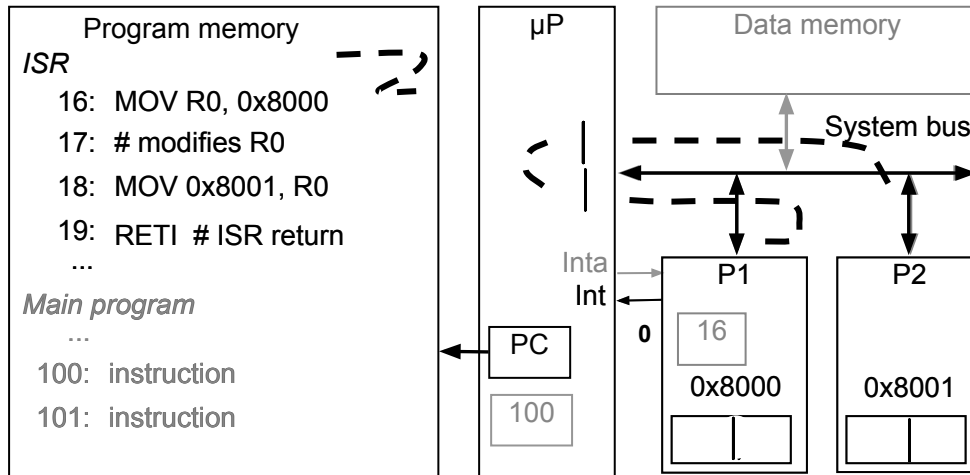 Program memory
ISR
16: MOV R0, 0x8000
17: # modifies R0
18: MOV 0x8001, R0
19: RETI # ISR return
...
Main program
...
100: instruction
101: instruction
µP
PC
100
Data memory
System bus
Inta
Int
0
P1
16
0x8000
P2
0x8001